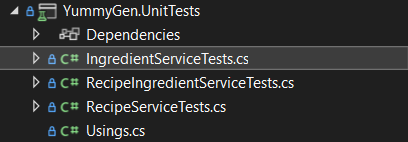 YummyGen.UnitTests
Dependencies
C# IngredientServiceTests.cs
C# RecipeIngredientServiceTests.cs
C# RecipeServiceTests.cs
C# Usings.cs